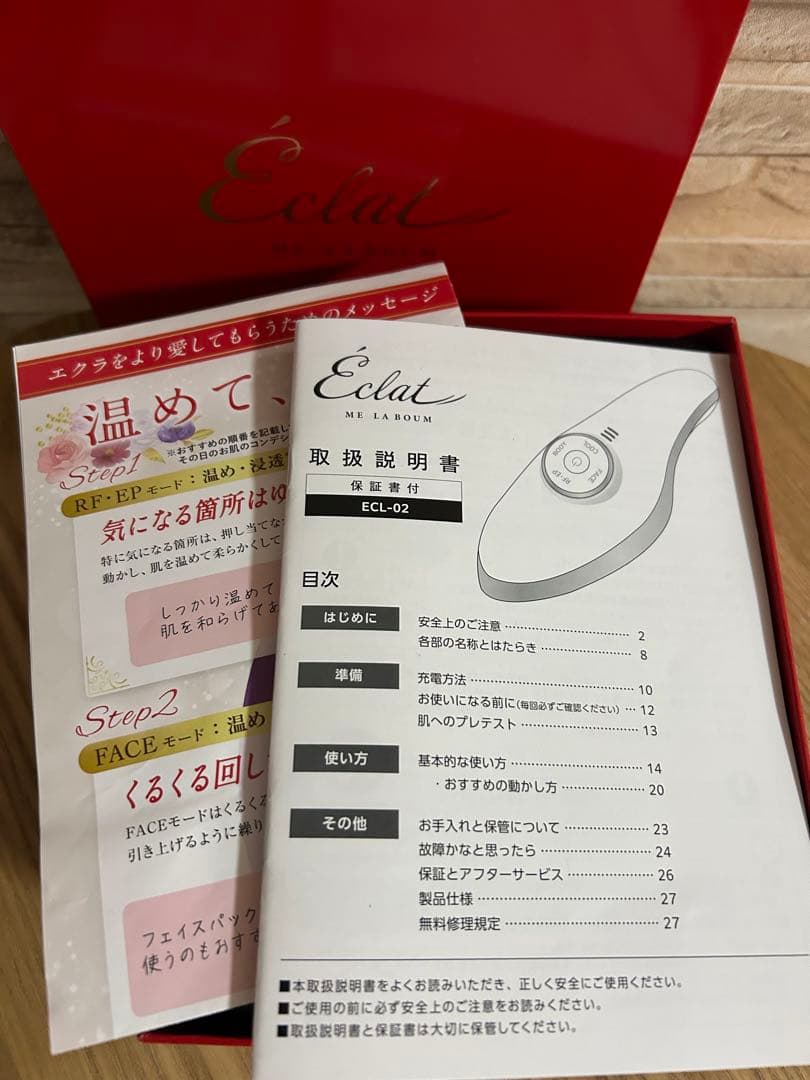 Éclat
ME LA BOUM
エクラをより愛してもらうためのメッセージ
温めて、
※おすすめの順番を記載し
その日のお肌のコンデシ
Step1
RF・EP モード：温め・浸透
気になる箇所はゆ
特に気になる箇所は、押し当てな
動かし、肌を温めて柔らかくして
しっかり温めて
肌を和らげてあ
Step2
FACE モード：温め
くるくる回し
FACEモードはくるくる
引き上げるように繰り
フェイスパック
使うのもおすす
Éclat
ME LA BOUM
取扱説明書
保証書付
ECL-02
COOL
FACE
RF・EP
目次
はじめに
安全上のご注意 2
各部の名称とはたらき 8
準備
充電方法 10
お使いになる前に(毎回必ずご確認ください) 12
肌へのプレテスト 13
使い方
基本的な使い方 14
・おすすめの動かし方 20
その他
お手入れと保管について 23
故障かなと思ったら 24
保証とアフターサービス 26
製品仕様 27
無料修理規定 27
■本取扱説明書をよくお読みいただき、正しく安全にご使用ください。
■ご使用の前に必ず安全上のご注意をお読みください。
■取扱説明書と保証書は大切に保管してください。